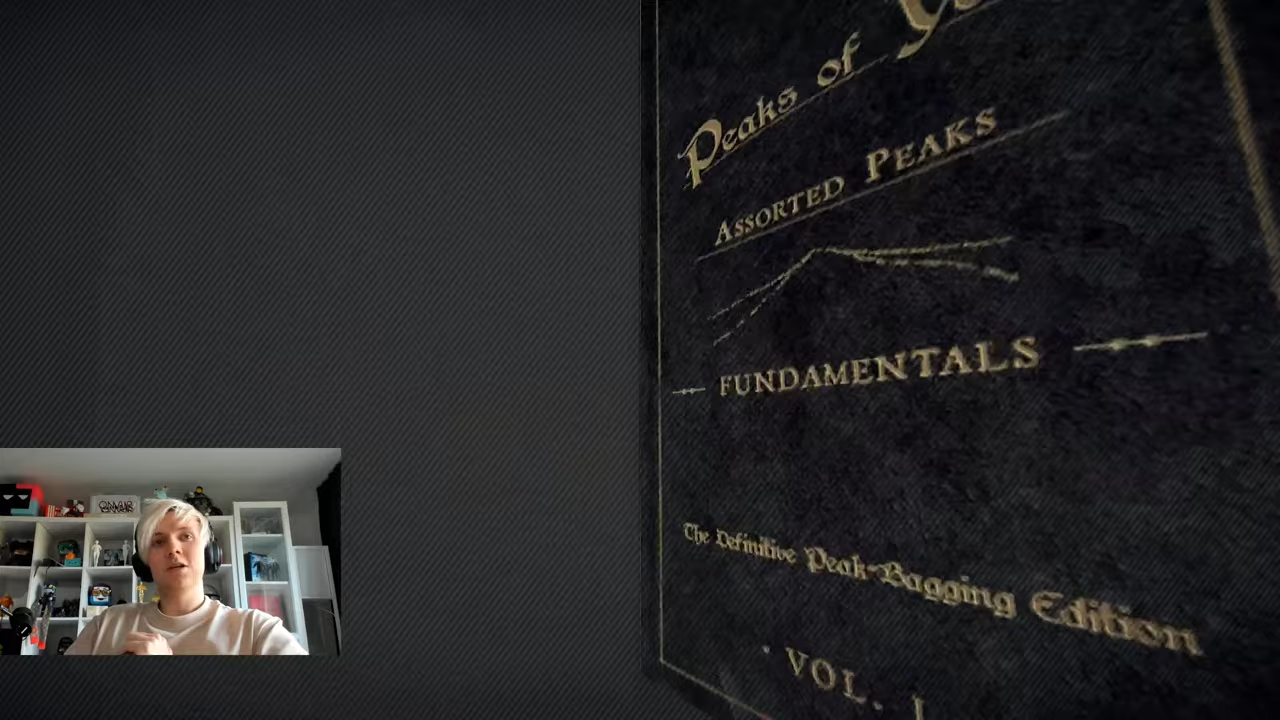 Peaks of
ASSORTED PEAKS
FUNDAMENTALS
The Definitive Peak-Bagging Edition
VOL. I